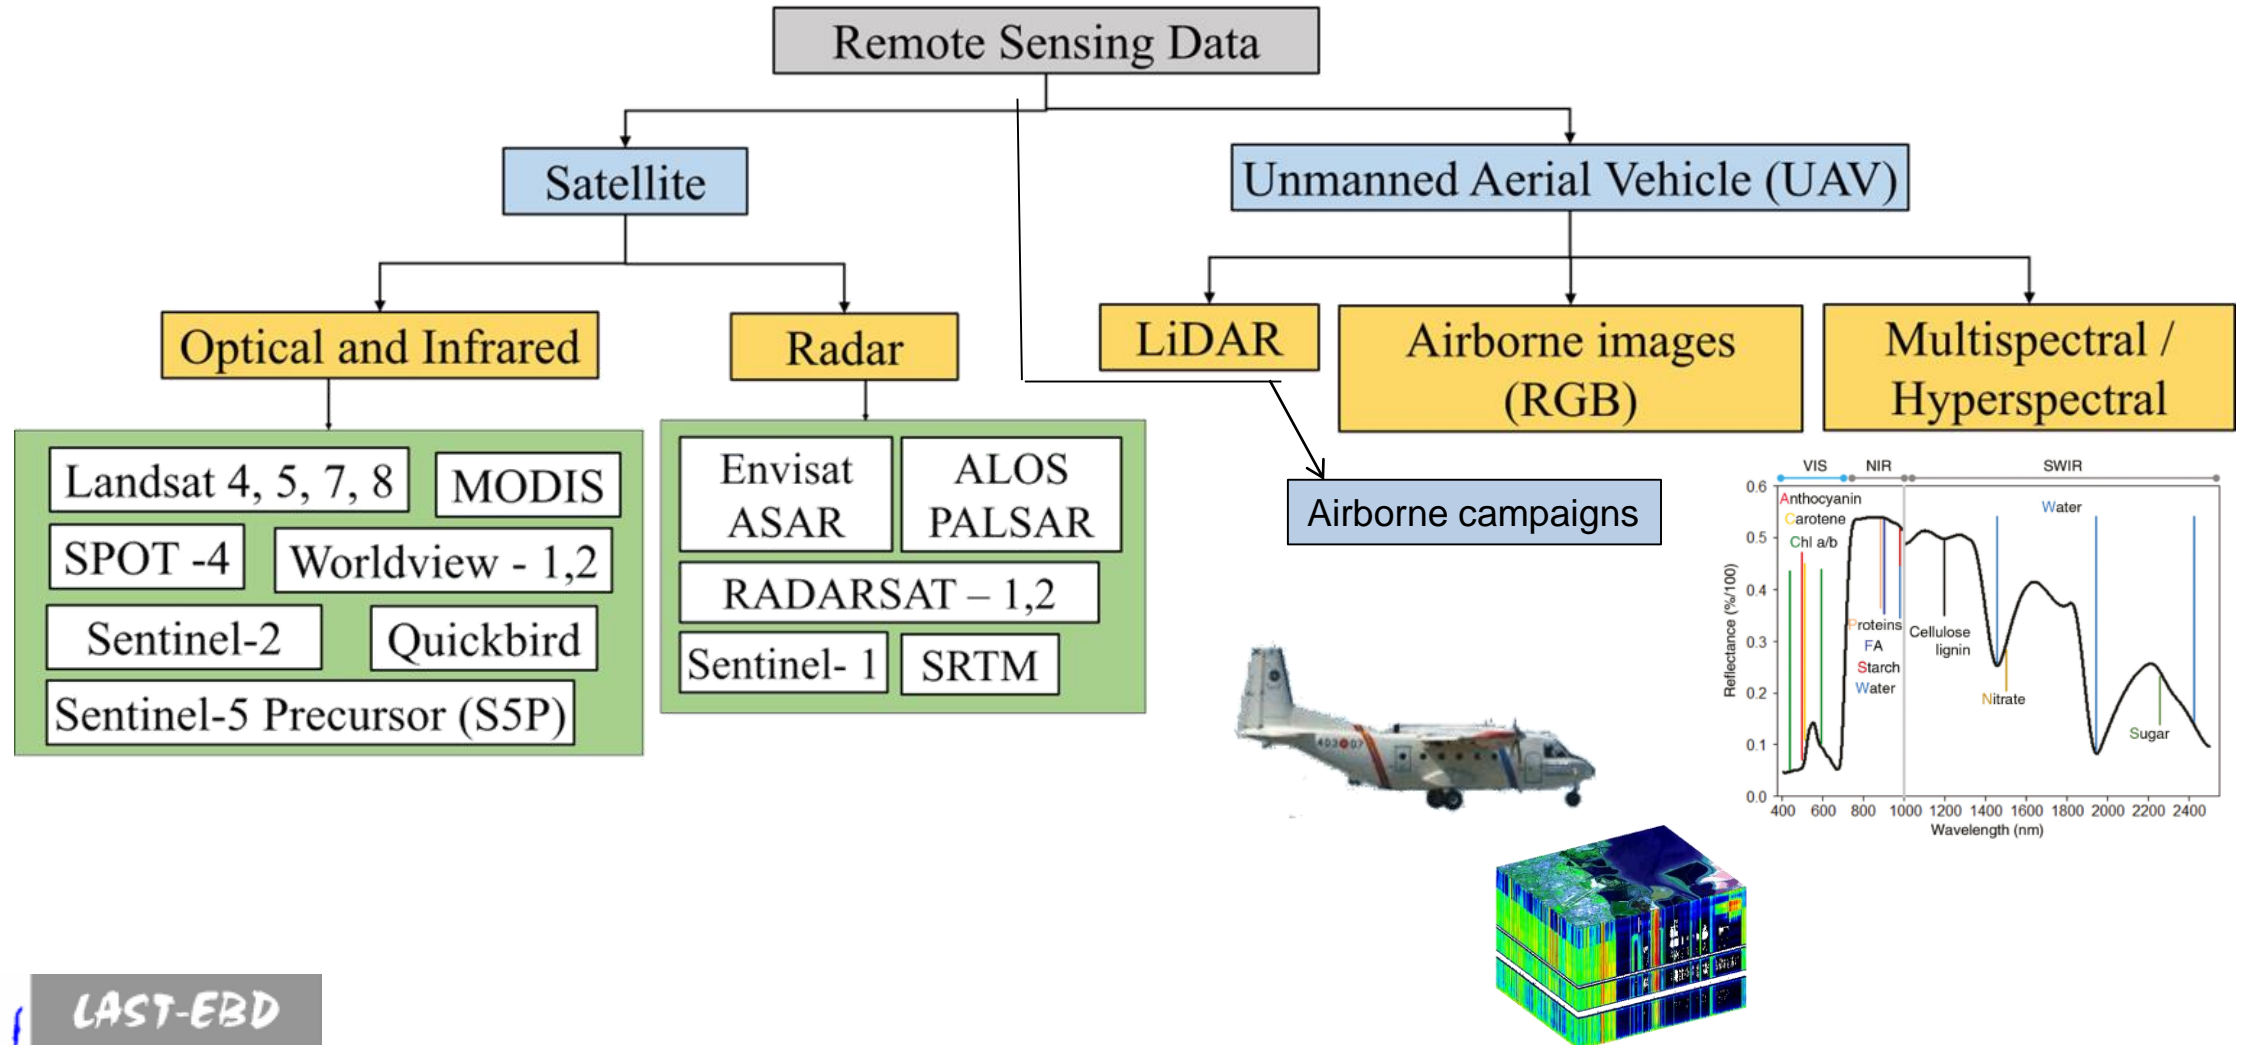 Remote Sensing Data
Satellite
Unmanned Aerial Vehicle (UAV)
Optical and Infrared
Radar
LiDAR
Airborne images
(RGB)
Multispectral /
Hyperspectral
Landsat 4, 5, 7, 8
MODIS
SPOT -4
Worldview - 1,2
Sentinel-2
Quickbird
Sentinel-5 Precursor (S5P)
Envisat
ASAR
ALOS
PALSAR
RADARSAT – 1,2
Sentinel- 1
SRTM
Airborne campaigns
VIS
NIR
SWIR
Anthocyanin
Carotene
Chl a/b
Water
Proteins
FA
Starch
Water
Cellulose
lignin
Nitrate
Sugar
Reflectance (%/100)
0.6
0.5
0.4
0.3
0.2
0.1
0.0
400 600 800 1000 1200 1400 1600 1800 2000 2200 2400
Wavelength (nm)
403 07
LAST-EBD